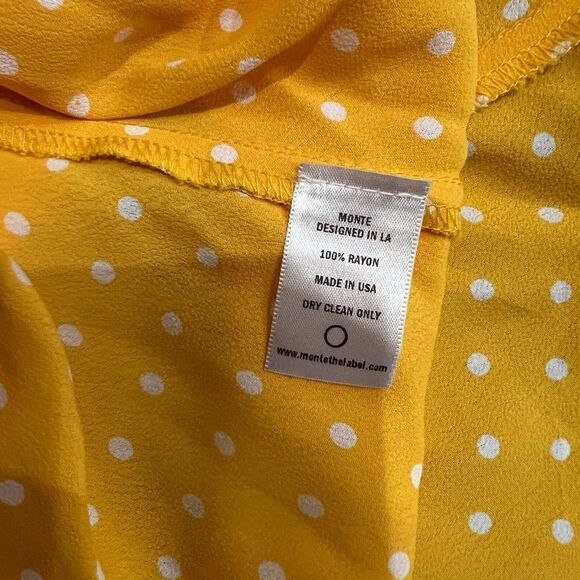 MONTE
DESIGNED IN LA
100% RAYON
MADE IN USA
DRY CLEAN ONLY
www.montethelabel.com